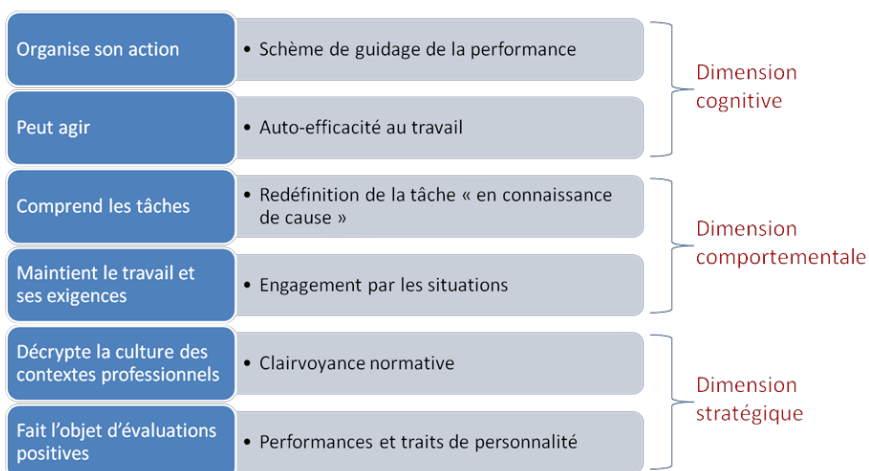 Organise son action
• Schème de guidage de la performance
Peut agir
• Auto-efficacité au travail
Dimension
cognitive
Comprend les tâches
• Redéfinition de la tâche « en connaissance
de cause »
Maintient le travail et
ses exigences
• Engagement par les situations
Dimension
comportementale
Décrypte la culture des
contextes professionnels
• Clairvoyance normative
Fait l’objet d’évaluations
positives
• Performances et traits de personnalité
Dimension
stratégique